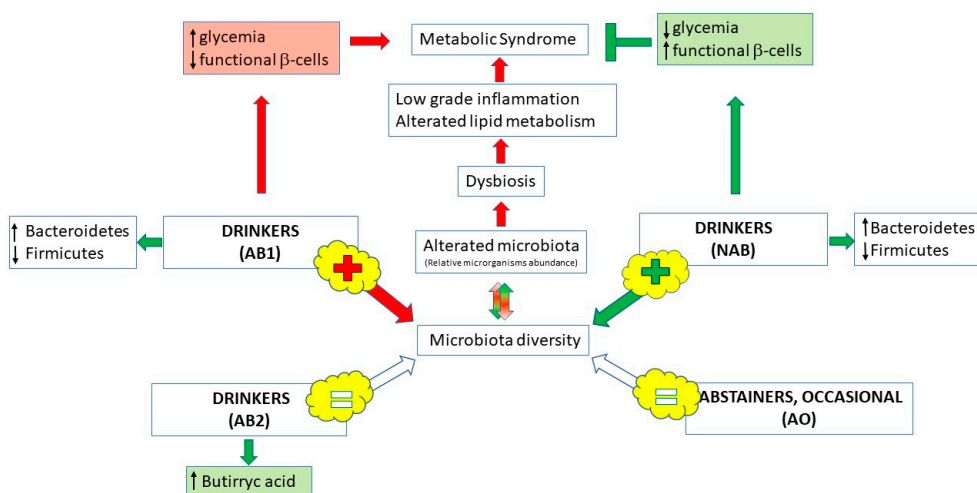 ↑ glycemia
↓ functional β-cells
Metabolic Syndrome
↓ glycemia
↑ functional β-cells
Low grade inflammation
Alterated lipid metabolism
Dysbiosis
↑ Bacteroidetes
↓ Firmicutes
DRINKERS
(AB1)
Alterated microbiota
(Relative microrganisms abundance)
DRINKERS
(NAB)
↑ Bacteroidetes
↓ Firmicutes
Microbiota diversity
DRINKERS
(AB2)
ABSTAINERS, OCCASIONAL
(AO)
↑ Butirryc acid